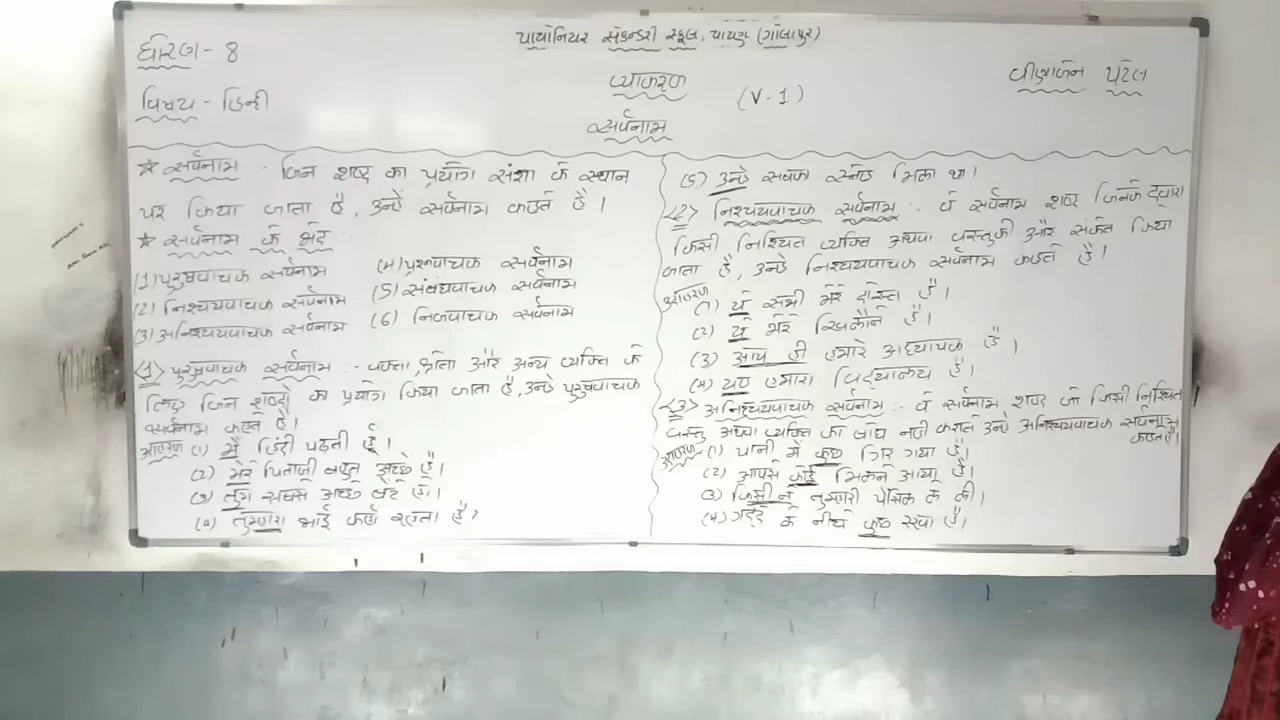 धोरण - 8
पायोनियर सेकन्डरी स्कूल, चायण (गोलापुर)
विषय - हिन्दी
व्याकरण
(V-1)
वीणाबेन पटेल
सर्वनाम
☆ सर्वनाम - जिन शब्द का प्रयोग संज्ञा के स्थान
पर किया जाता है, उन्हें सर्वनाम कहते है।
☆ सर्वनाम के भेद :-
(1) पुरुषवाचक सर्वनाम
(2) निश्चयवाचक सर्वनाम
(3) अनिश्चयवाचक सर्वनाम
(4) प्रश्नवाचक सर्वनाम
(5) संबंधवाचक सर्वनाम
(6) निजवाचक सर्वनाम
<1> पुरुषवाचक सर्वनाम :- वक्ता, श्रोता और अन्य व्यक्ति के
लिए जिन शब्दों का प्रयोग किया जाता है, उन्हें पुरुषवाचक
सर्वनाम कहते है।
उदाहरण (1) मैं हिंदी पढ़ती हूँ।
(2) मेरे पिताजी बहुत अच्छे है।
(3) तुम सबसे अच्छे हो।
(4) तुम्हारा भाई कहाँ रहता है?
(5) उन्हें सबका स्नेह मिला था।
<2> निश्चयवाचक सर्वनाम :- वे सर्वनाम शब्द जिनके द्वारा
किसी निश्चित व्यक्ति अथवा वस्तुकी और संकेत किया
जाता है, उन्हें निश्चयवाचक सर्वनाम कहते है।
उदाहरण (1) ये सभी मेरे दोस्त है।
(2) ये मेरे खिलौने है।
(3) आप ही हमारे अध्यापक है।
(4) यह हमारा विद्यालय है।
<3> अनिश्चयवाचक सर्वनाम :- वे सर्वनाम शब्द जो किसी निश्चित
वस्तु अथवा व्यक्ति का बोध नही कराते उन्हें अनिश्चयवाचक सर्वनाम
कहते है।
उदाहरण (1) पानी में कुछ गिर गया है।
(2) आपसे कोई मिलने आया है।
(3) किसी ने तुम्हारी पेंसिल ले ली।
(4) गद्दे के नीचे कुछ रखा है।